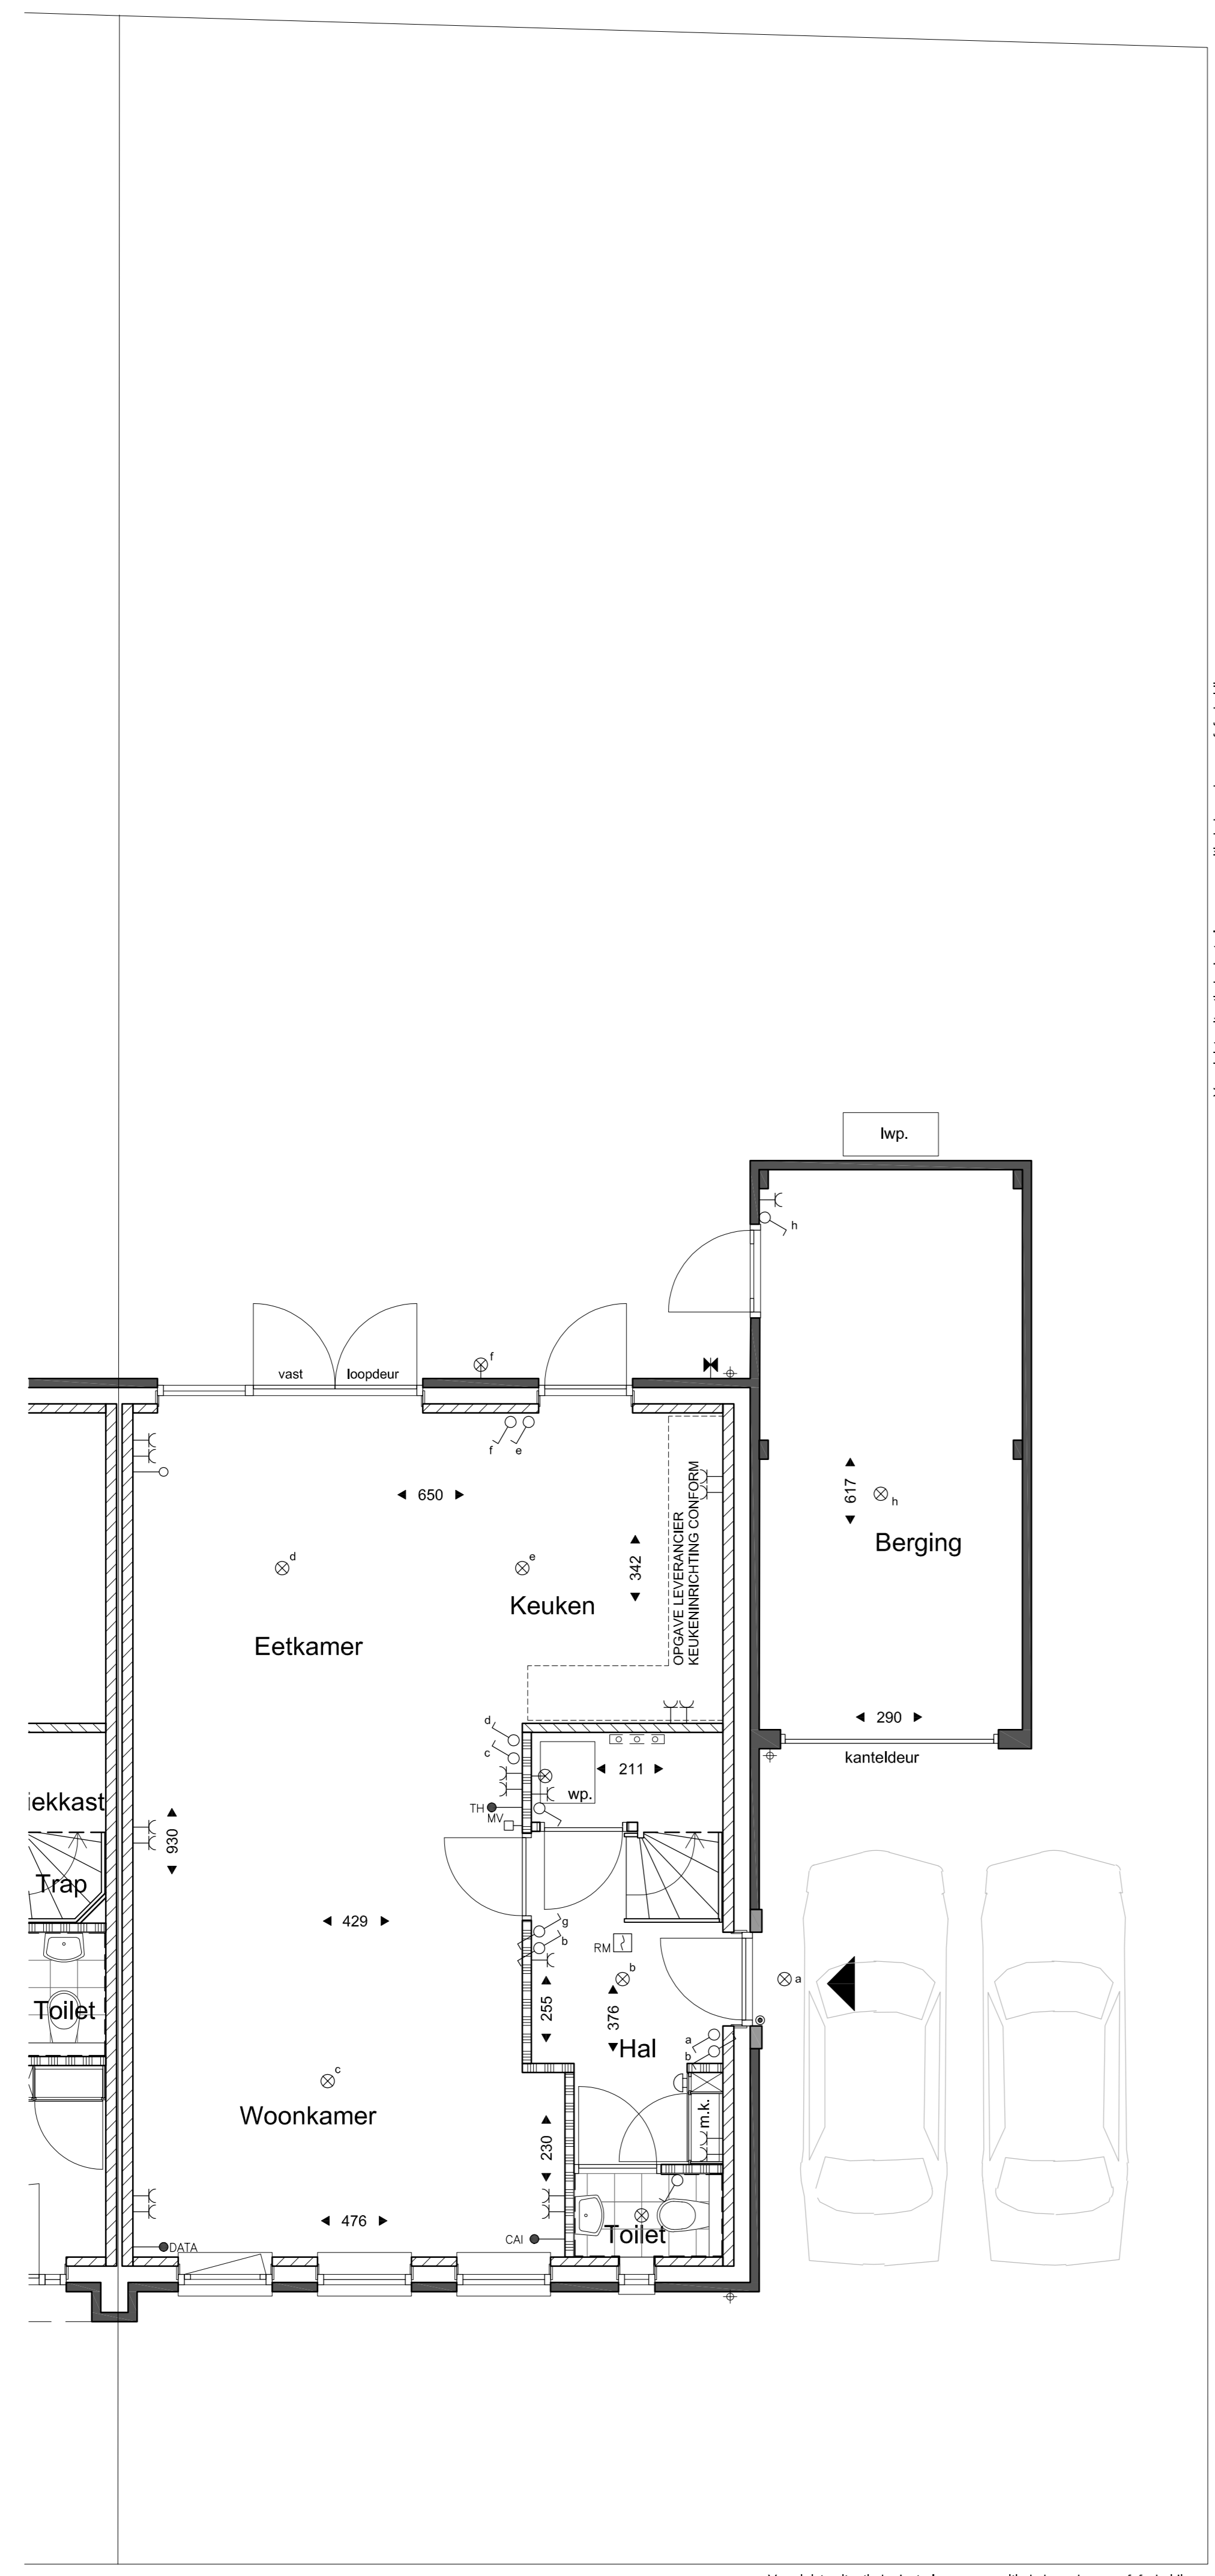 lwp.
h
f
vast
loopdeur
f
e
650
617
h
Berging
OPGAVE LEVERANCIER
KEUKENINRICHTING CONFORM
342
d
e
Keuken
Eetkamer
290
kanteldeur
d
c
211
wp.
TH
MV
930
Trap
429
g
b
RM
b
a
Toilet
255
376
Hal
a
b
c
Woonkamer
m.k.
230
476
CAI
Toilet
DATA